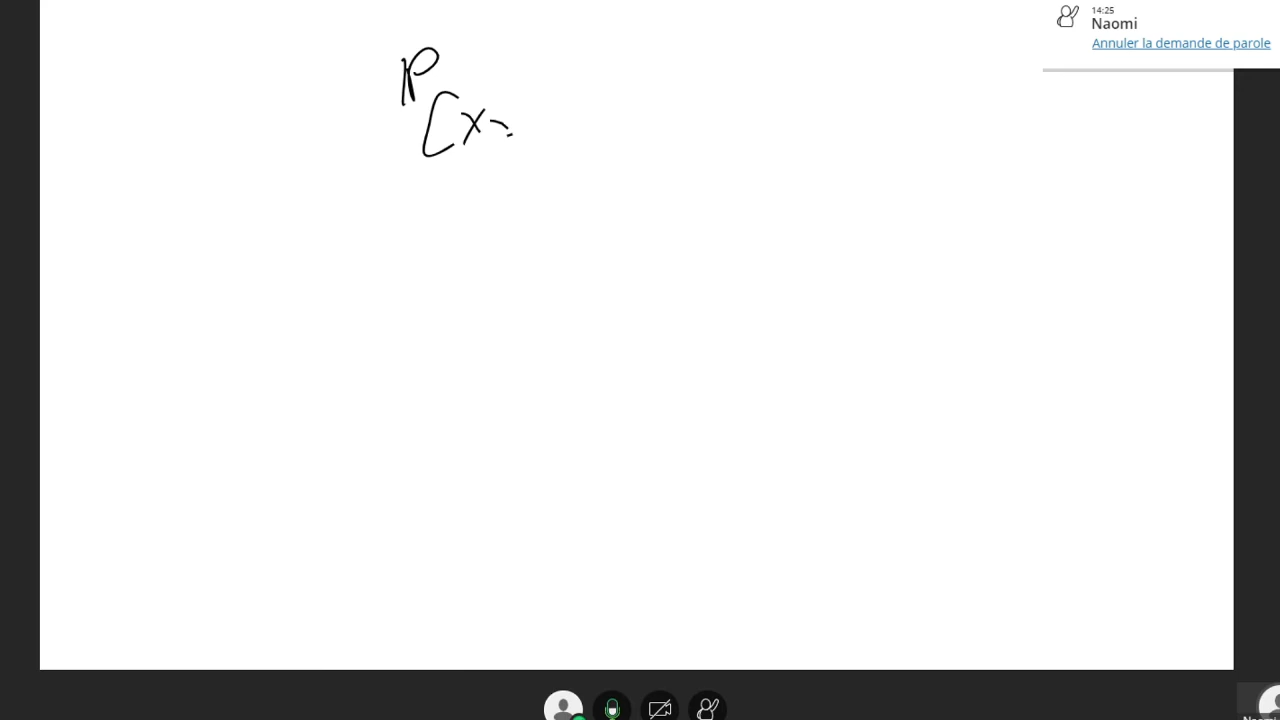 14:25
Naomi
Annuler la demande de parole
ℙ
[x=